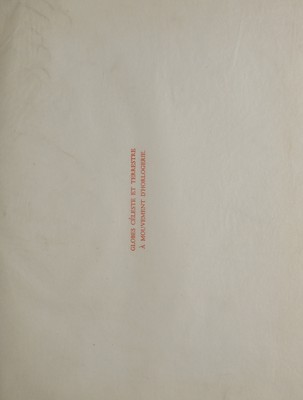 GLOBES CÉLESTE ET TERRESTRE
À MOUVEMENT D'HORLOGERIE.